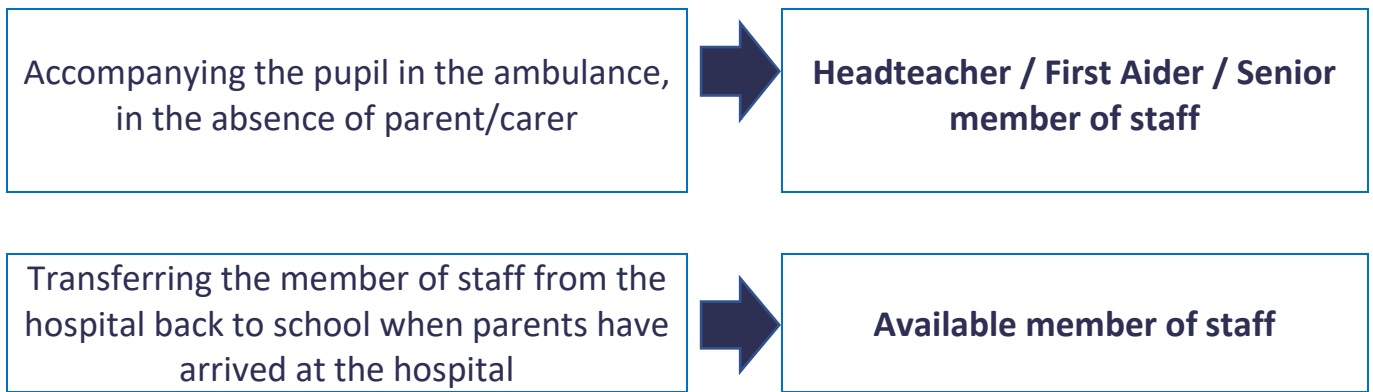 Accompanying the pupil in the ambulance,
in the absence of parent/carer
Headteacher / First Aider / Senior
member of staff
Transferring the member of staff from the
hospital back to school when parents have
arrived at the hospital
Available member of staff